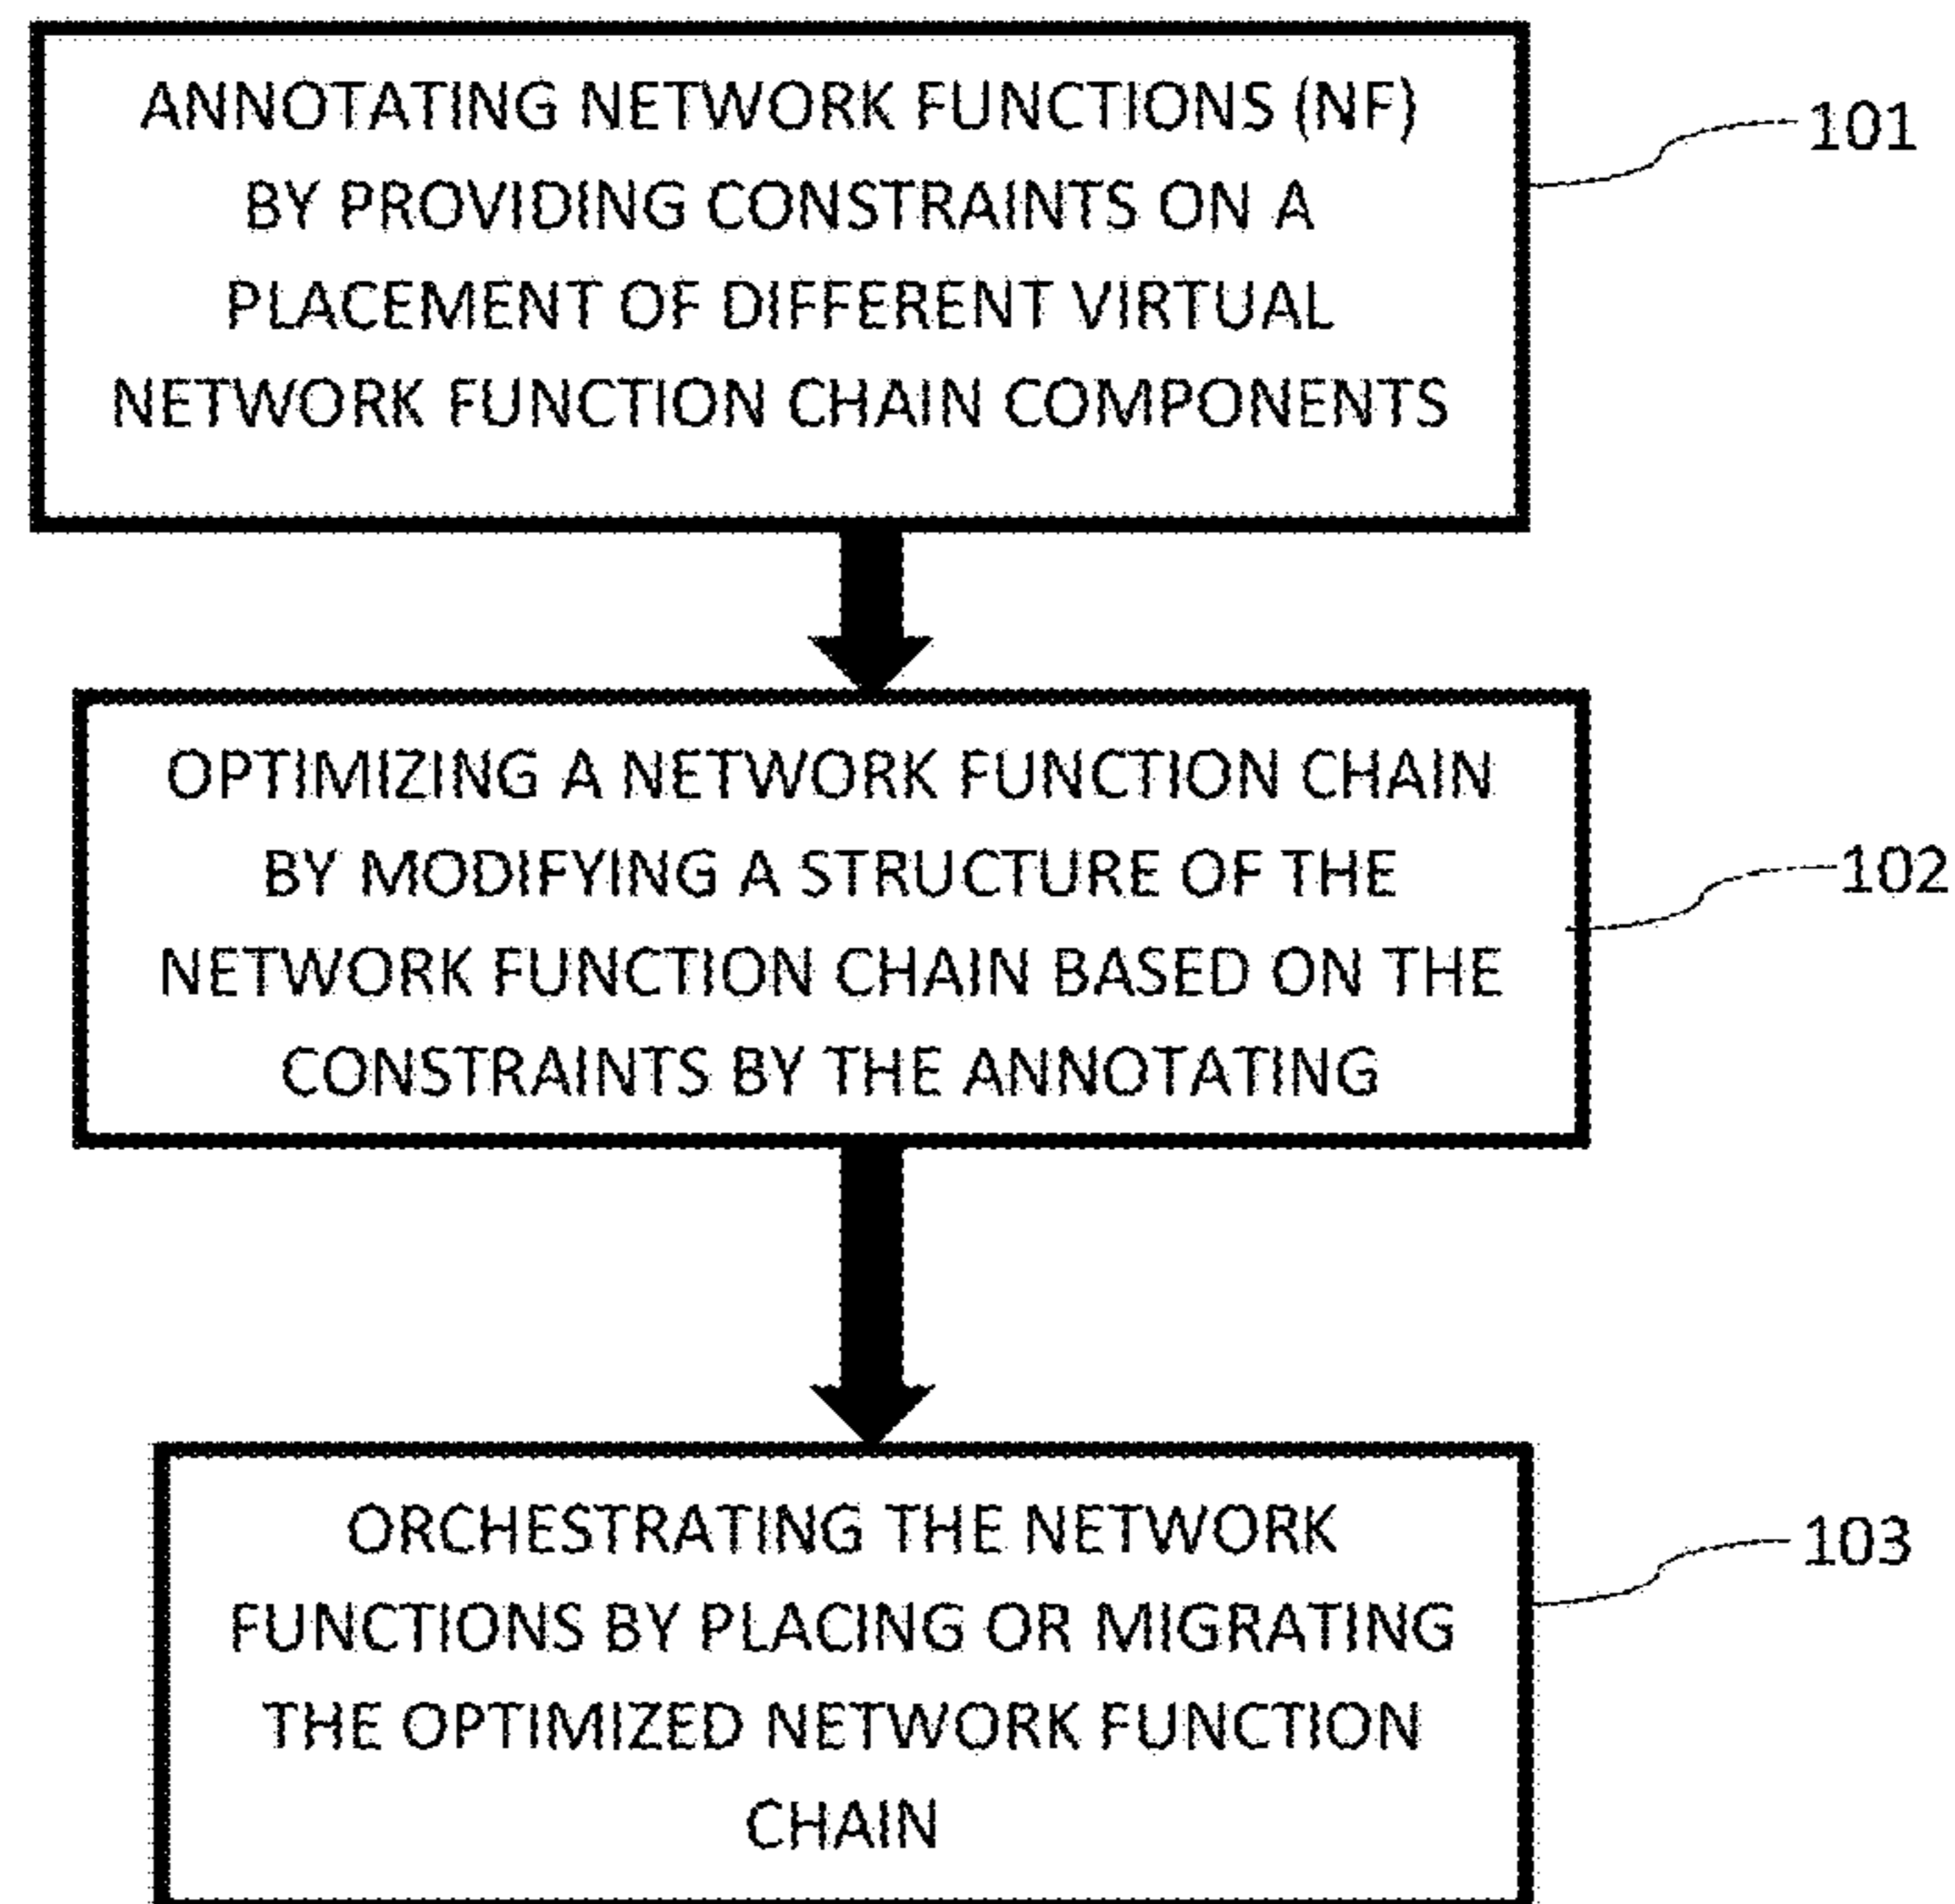 ANNOTATING NETWORK FUNCTIONS (NF)
BY PROVIDING CONSTRAINTS ON A
PLACEMENT OF DIFFERENT VIRTUAL
NETWORK FUNCTION CHAIN COMPONENTS
101
OPTIMIZING A NETWORK FUNCTION CHAIN
BY MODIFYING A STRUCTURE OF THE
NETWORK FUNCTION CHAIN BASED ON THE
CONSTRAINTS BY THE ANNOTATING
102
ORCHESTRATING THE NETWORK
FUNCTIONS BY PLACING OR MIGRATING
THE OPTIMIZED NETWORK FUNCTION
CHAIN
103